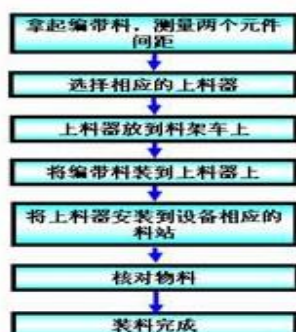 拿起编带料，测量两个元件
间距
选择相应的上料器
上料器放到料架车上
将编带料装到上料器上
将上料器安装到设备相应的
料站
核对物料
装料完成